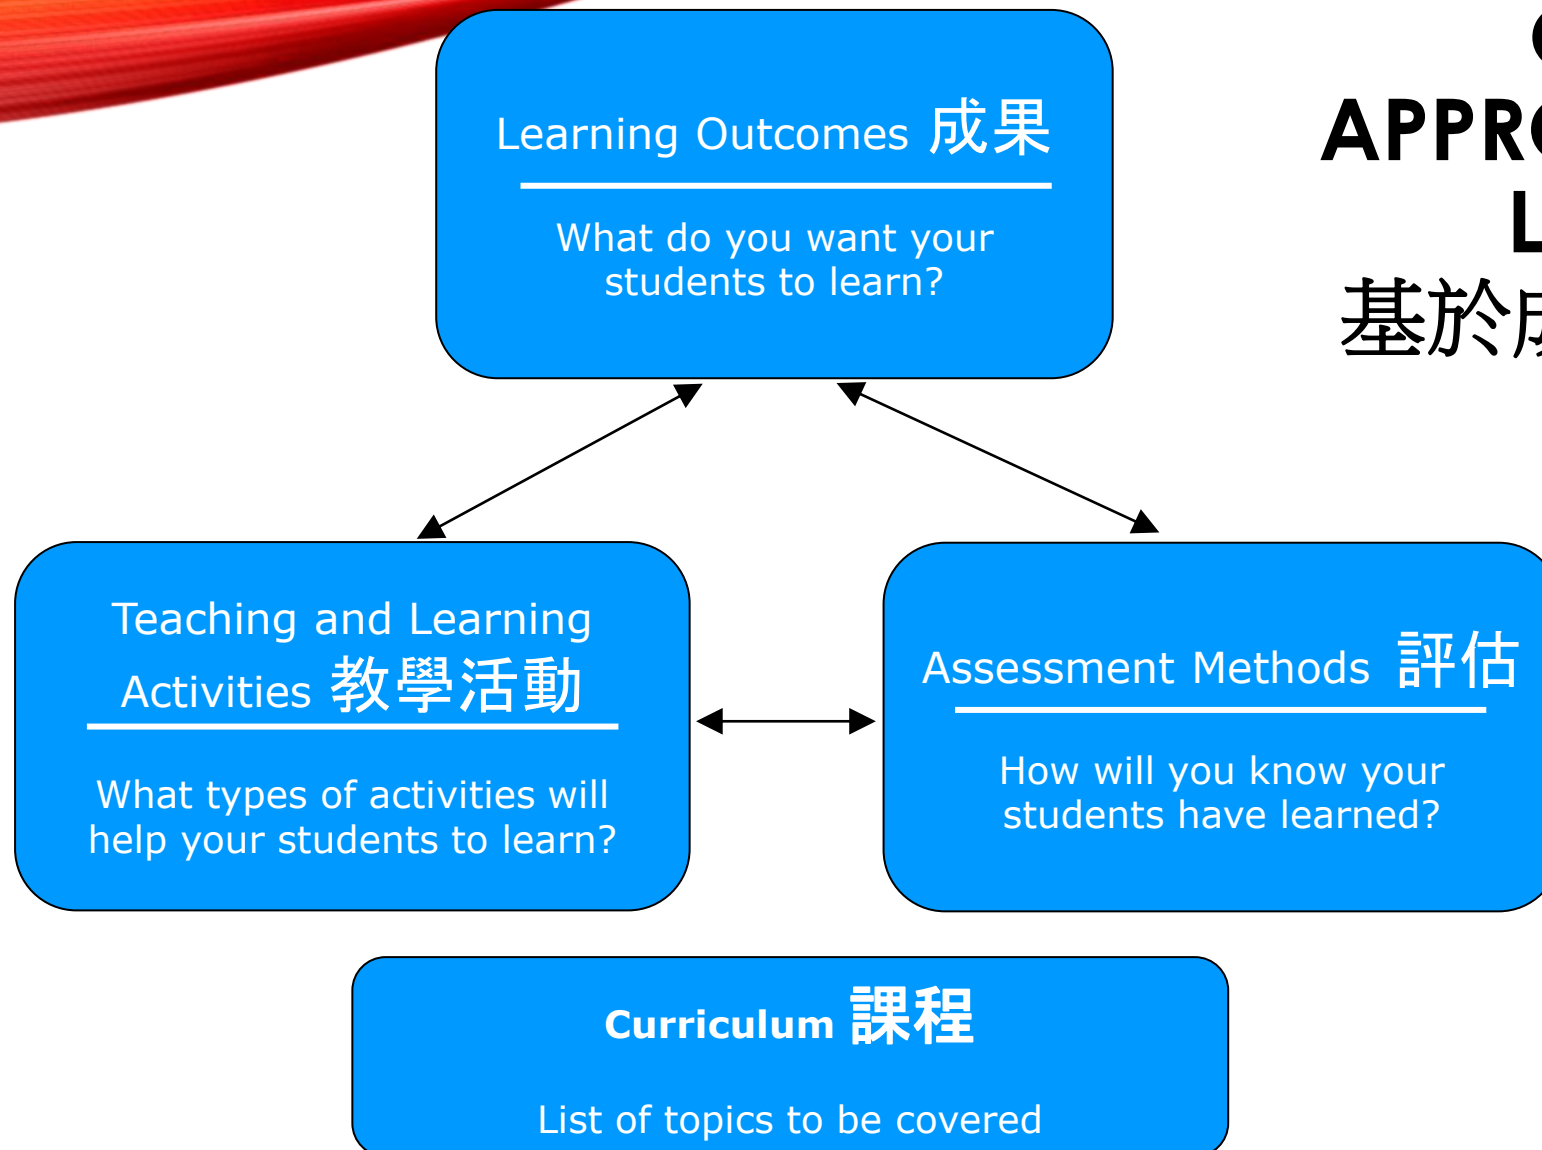 Learning Outcomes 成果
What do you want your
students to learn?
基於
Teaching and Learning
Activities 教學活動
What types of activities will
help your students to learn?
Assessment Methods 評估
How will you know your
students have learned?
Curriculum 課程
List of topics to be covered